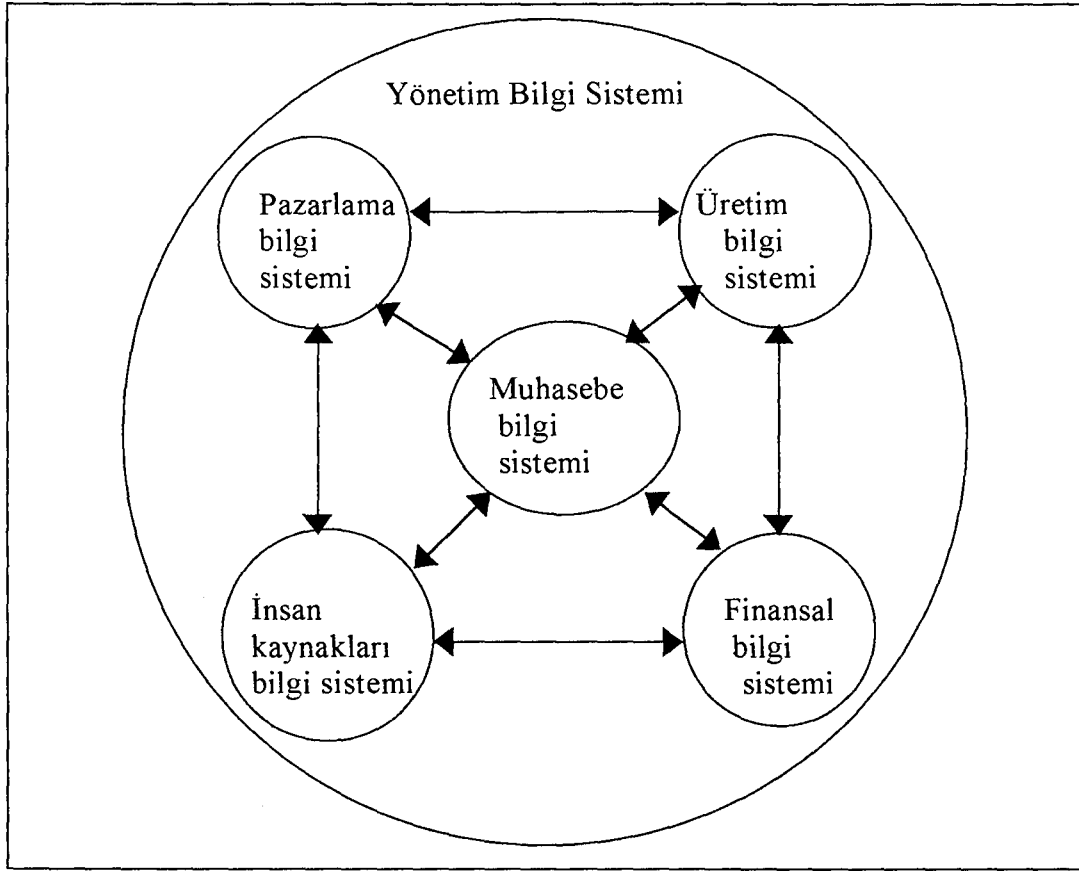 Yönetim Bilgi Sistemi
Pazarlama
bilgi
sistemi
Üretim
bilgi
sistemi
Muhasebe
bilgi
sistemi
İnsan
kaynakları
bilgi sistemi
Finansal
bilgi
sistemi